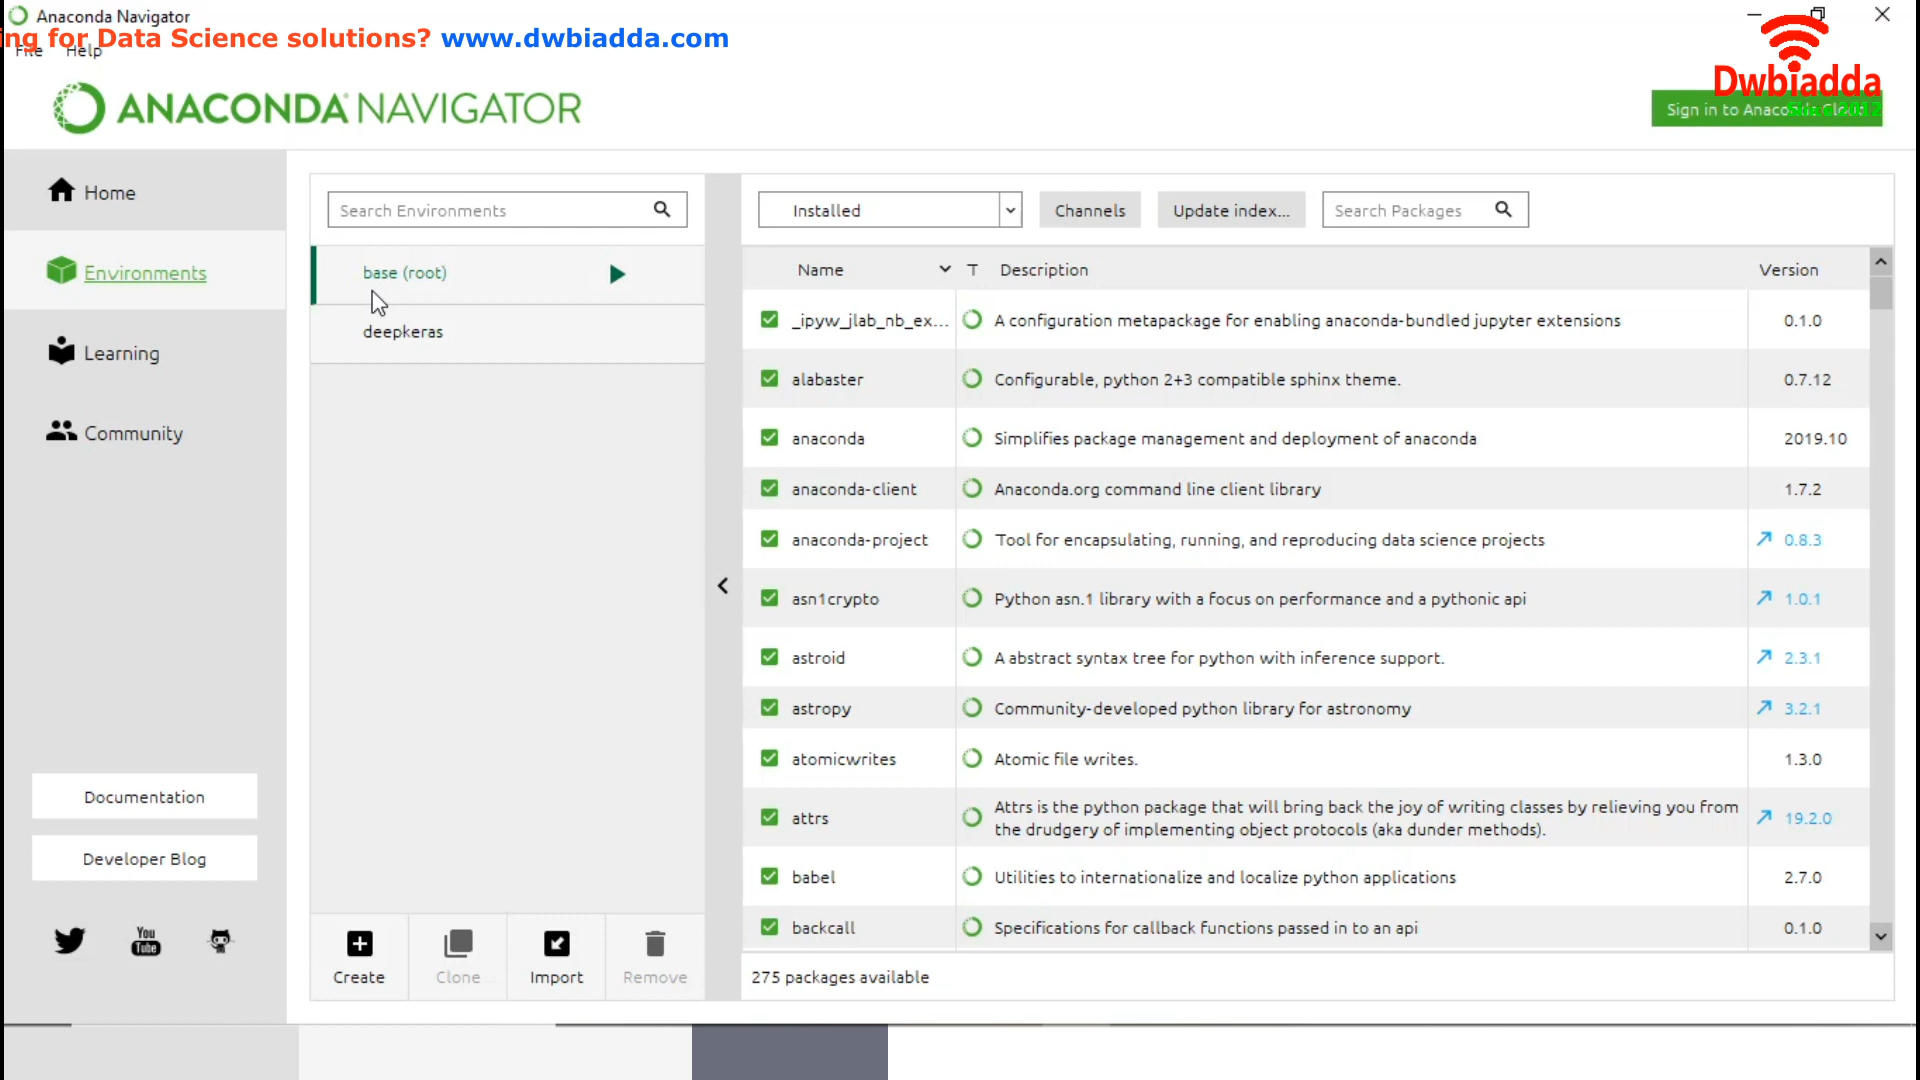 Anaconda Navigator
ng for Data Science solutions? www.dwbiadda.com
File Help
Dwbiadda
ANACONDA NAVIGATOR
Sign in to Anaconda Cloud
Home
Environments
Learning
Community
Documentation
Developer Blog
You
Tube
Search Environments
base (root)
deepkeras
Create
Clone
Import
Remove
Installed
Channels
Update index...
Search Packages
Name T Description Version
_ipyw_jlab_nb_ex... A configuration metapackage for enabling anaconda-bundled jupyter extensions 0.1.0
alabaster Configurable, python 2+3 compatible sphinx theme. 0.7.12
anaconda Simplifies package management and deployment of anaconda 2019.10
anaconda-client Anaconda.org command line client library 1.7.2
anaconda-project Tool for encapsulating, running, and reproducing data science projects 0.8.3
asn1crypto Python asn.1 library with a focus on performance and a pythonic api 1.0.1
astroid A abstract syntax tree for python with inference support. 2.3.1
astropy Community-developed python library for astronomy 3.2.1
atomicwrites Atomic file writes. 1.3.0
attrs Attrs is the python package that will bring back the joy of writing classes by relieving you from
the drudgery of implementing object protocols (aka dunder methods). 19.2.0
babel Utilities to internationalize and localize python applications 2.7.0
backcall Specifications for callback functions passed in to an api 0.1.0
275 packages available